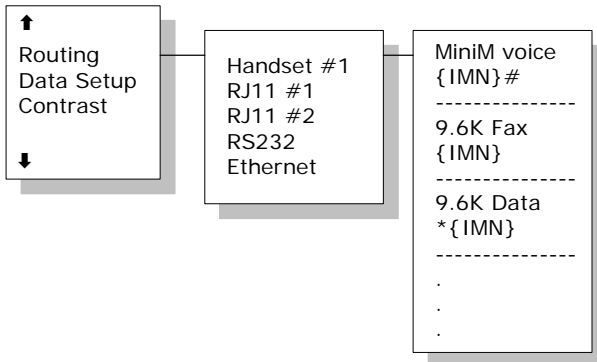 Routing
Data Setup
Contrast
Handset #1
RJ11 #1
RJ11 #2
RS232
Ethernet
MiniM voice
{IMN}#
---------------
9.6K Fax
{IMN}
---------------
9.6K Data
*{IMN}
---------------
.
.
.